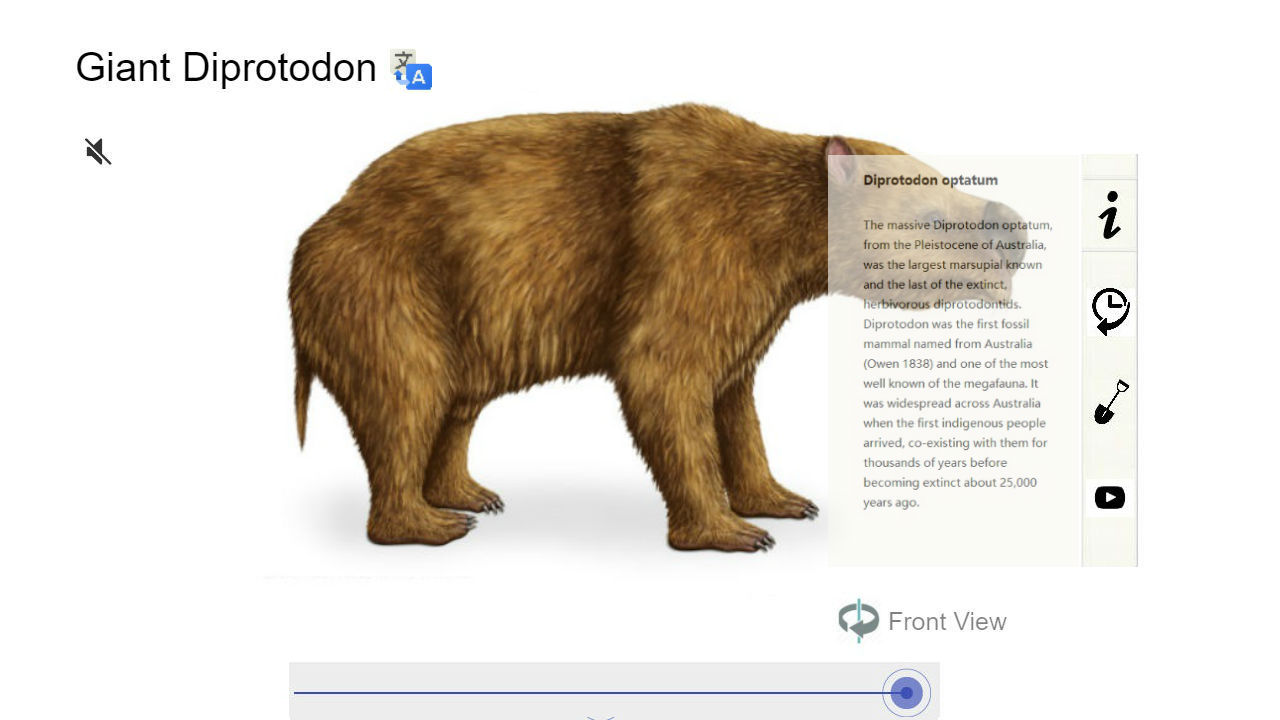 Giant Diprotodon
文
A
Diprotodon optatum
The massive Diprotodon optatum,
from the Pleistocene of Australia,
was the largest marsupial known
and the last of the extinct,
herbivorous diprotodontids.
Diprotodon was the first fossil
mammal named from Australia
(Owen 1838) and one of the most
well known of the megafauna. It
was widespread across Australia
when the first indigenous people
arrived, co-existing with them for
thousands of years before
becoming extinct about 25,000
years ago.
i
Front View